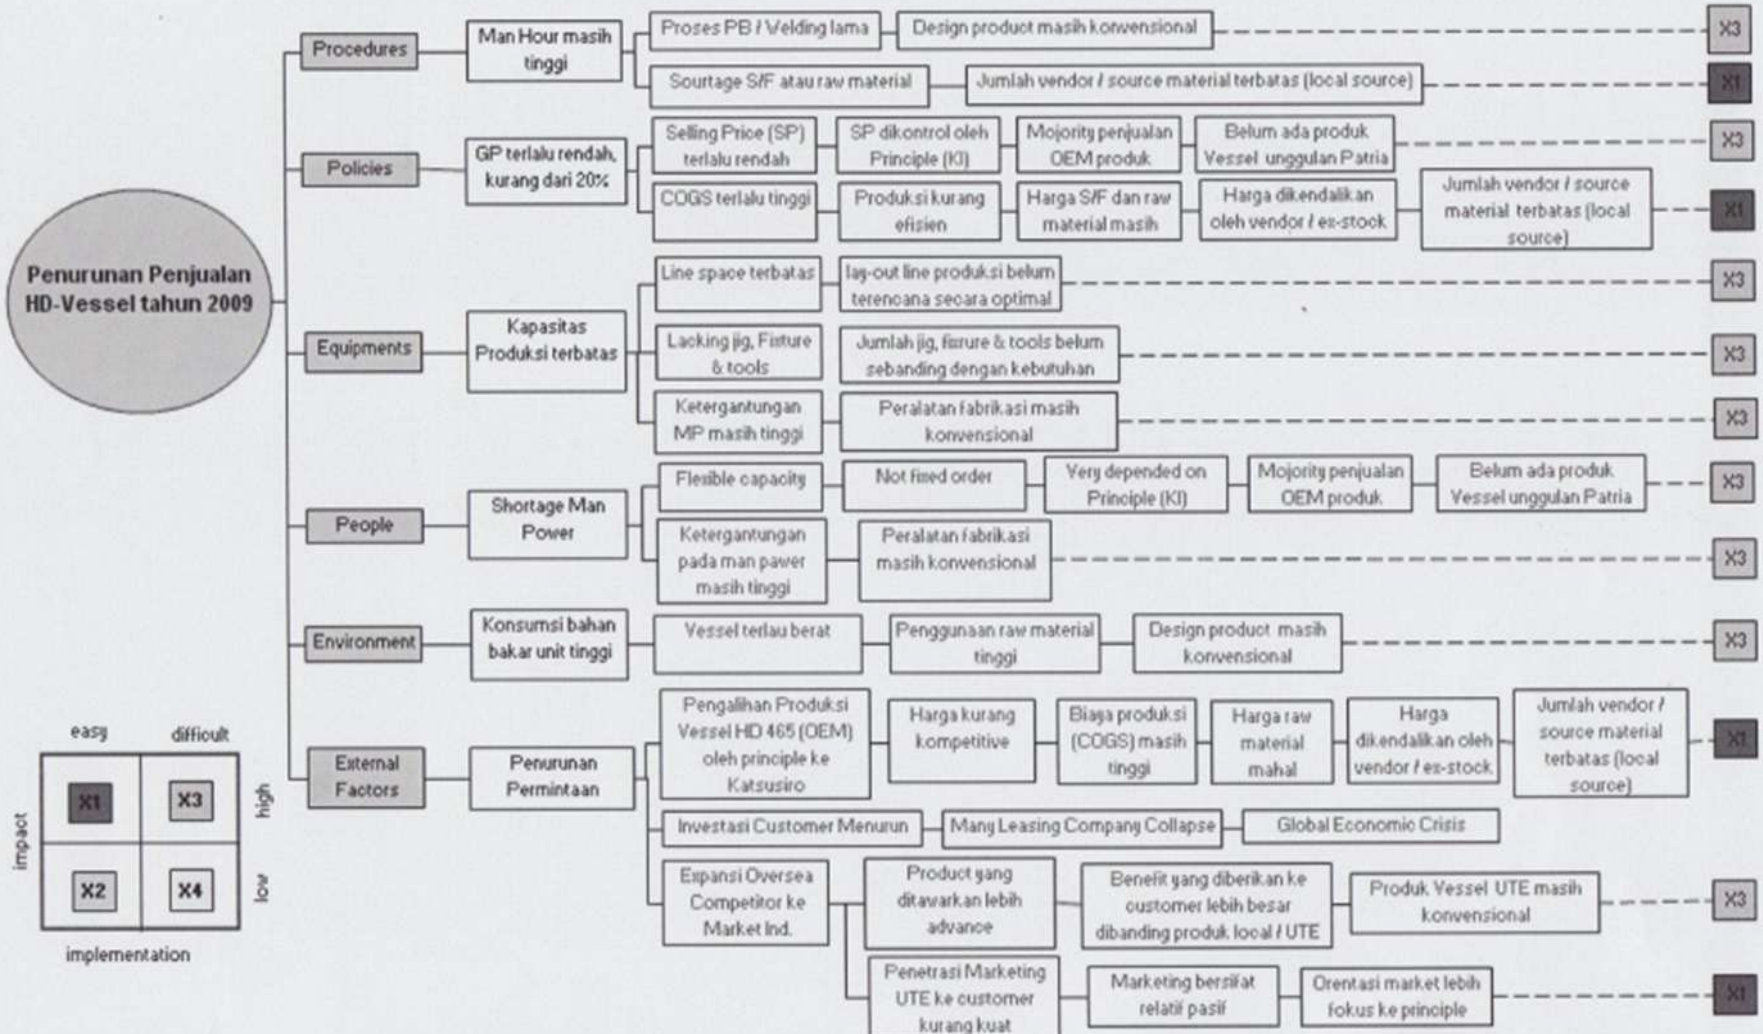 Penurunan Penjualan
HD-Vessel tahun 2009
Procedures
Man Hour masih
tinggi
Proses PB / Welding lama
Design product masih konvensional
X3
Sourtage S/F atau raw material
Jumlah vendor / source material terbatas (local source)
X1
Policies
GP terlalu rendah,
kurang dari 20%
Selling Price (SP)
terlalu rendah
SP dikontrol oleh
Principle (KI)
Mojority penjualan
OEM produk
Belum ada produk
Vessel unggulan Patria
X3
COGS terlalu tinggi
Produksi kurang
efisien
Harga S/F dan raw
material masih
Harga dikendalikan
oleh vendor / ex-stock
Jumlah vendor / source
material terbatas (local
source)
X1
Equipments
Kapasitas
Produksi terbatas
Line space terbatas
lay-out line produksi belum
terencana secara optimal
X3
Lacking jig, Fixture
& tools
Jumlah jig, fixrure & tools belum
sebanding dengan kebutuhan
X3
Ketergantungan
MP masih tinggi
Peralatan fabrikasi masih
konvensional
X3
People
Shortage Man
Power
Flexible capacity
Not fixed order
Very depended on
Principle (KI)
Mojority penjualan
OEM produk
Belum ada produk
Vessel unggulan Patria
X3
Ketergantungan
pada man pawer
masih tinggi
Peralatan fabrikasi
masih konvensional
X3
Environment
Konsumsi bahan
bakar unit tinggi
Vessel terlau berat
Penggunaan raw material
tinggi
Design product masih
konvensional
X3
External
Factors
Penurunan
Permintaan
Pengalihan Produksi
Vessel HD 465 (OEM)
oleh principle ke
Katsusiro
Harga kurang
kompetitive
Biaya produksi
(COGS) masih
tinggi
Harga raw
material
mahal
Harga
dikendalikan oleh
vendor / ex-stock
Jumlah vendor /
source material
terbatas (local
source)
X1
Investasi Customer Menurun
Many Leasing Company Collapse
Global Economic Crisis
Expansi Oversea
Competitor ke
Market Ind.
Product yang
ditawarkan lebih
advance
Benefit yang diberikan ke
customer lebih besar
dibanding produk local / UTE
Produk Vessel UTE masih
konvensional
X3
Penetrasi Marketing
UTE ke customer
kurang kuat
Marketing bersifat
relatif pasif
Orentasi market lebih
fokus ke principle
X1
easy
difficult
impact
X1
X3
high
X2
X4
low
implementation